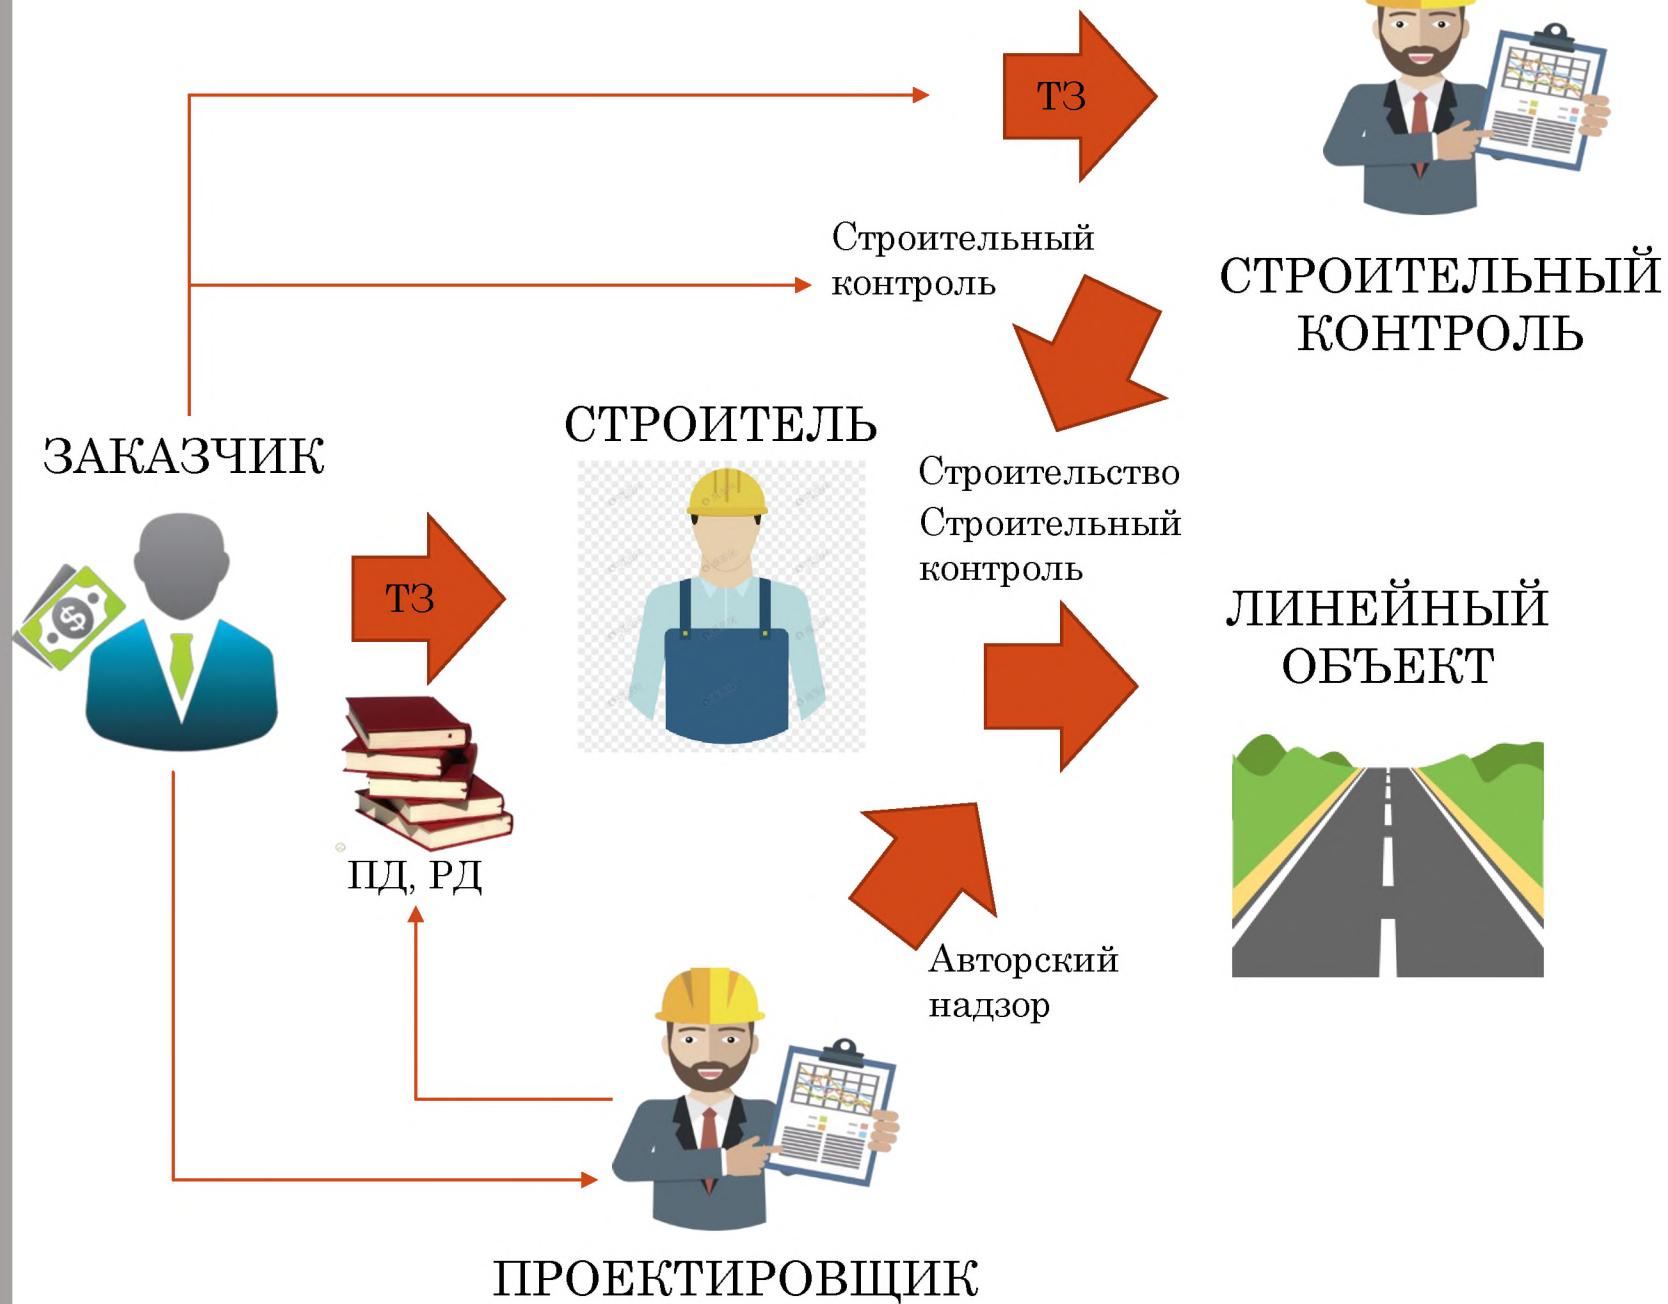 ТЗ
Строительный
контроль
СТРОИТЕЛЬНЫЙ
КОНТРОЛЬ
ЗАКАЗЧИК
СТРОИТЕЛЬ
Строительство
Строительный
контроль
ТЗ
ЛИНЕЙНЫЙ
ОБЪЕКТ
ПД, РД
Авторский
надзор
ПРОЕКТИРОВЩИК